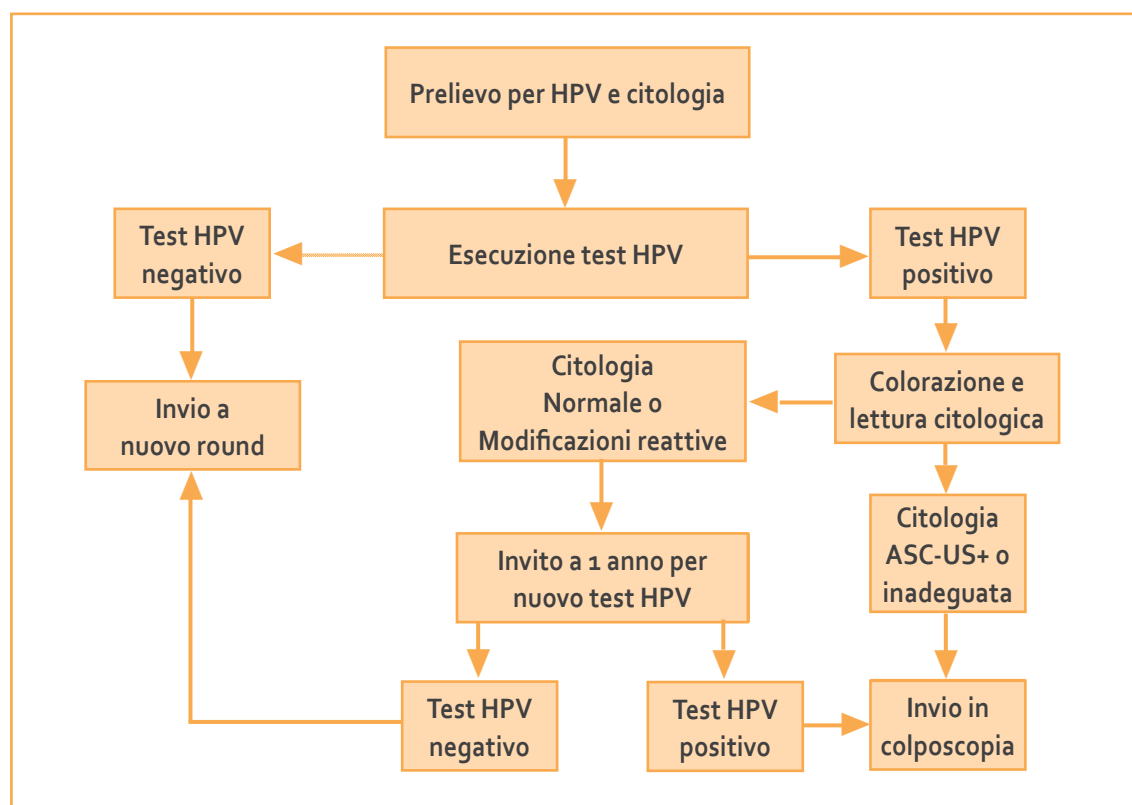 Prelievo per HPV e citologia
Test HPV
negativo
Esecuzione test HPV
Test HPV
positivo
Citologia
Normale o
Modificazioni reattive
Colorazione e
lettura citologica
Invio a
nuovo round
Citologia
ASC-US+ o
inadeguata
Invito a 1 anno per
nuovo test HPV
Test HPV
negativo
Test HPV
positivo
Invio in
colposcopia